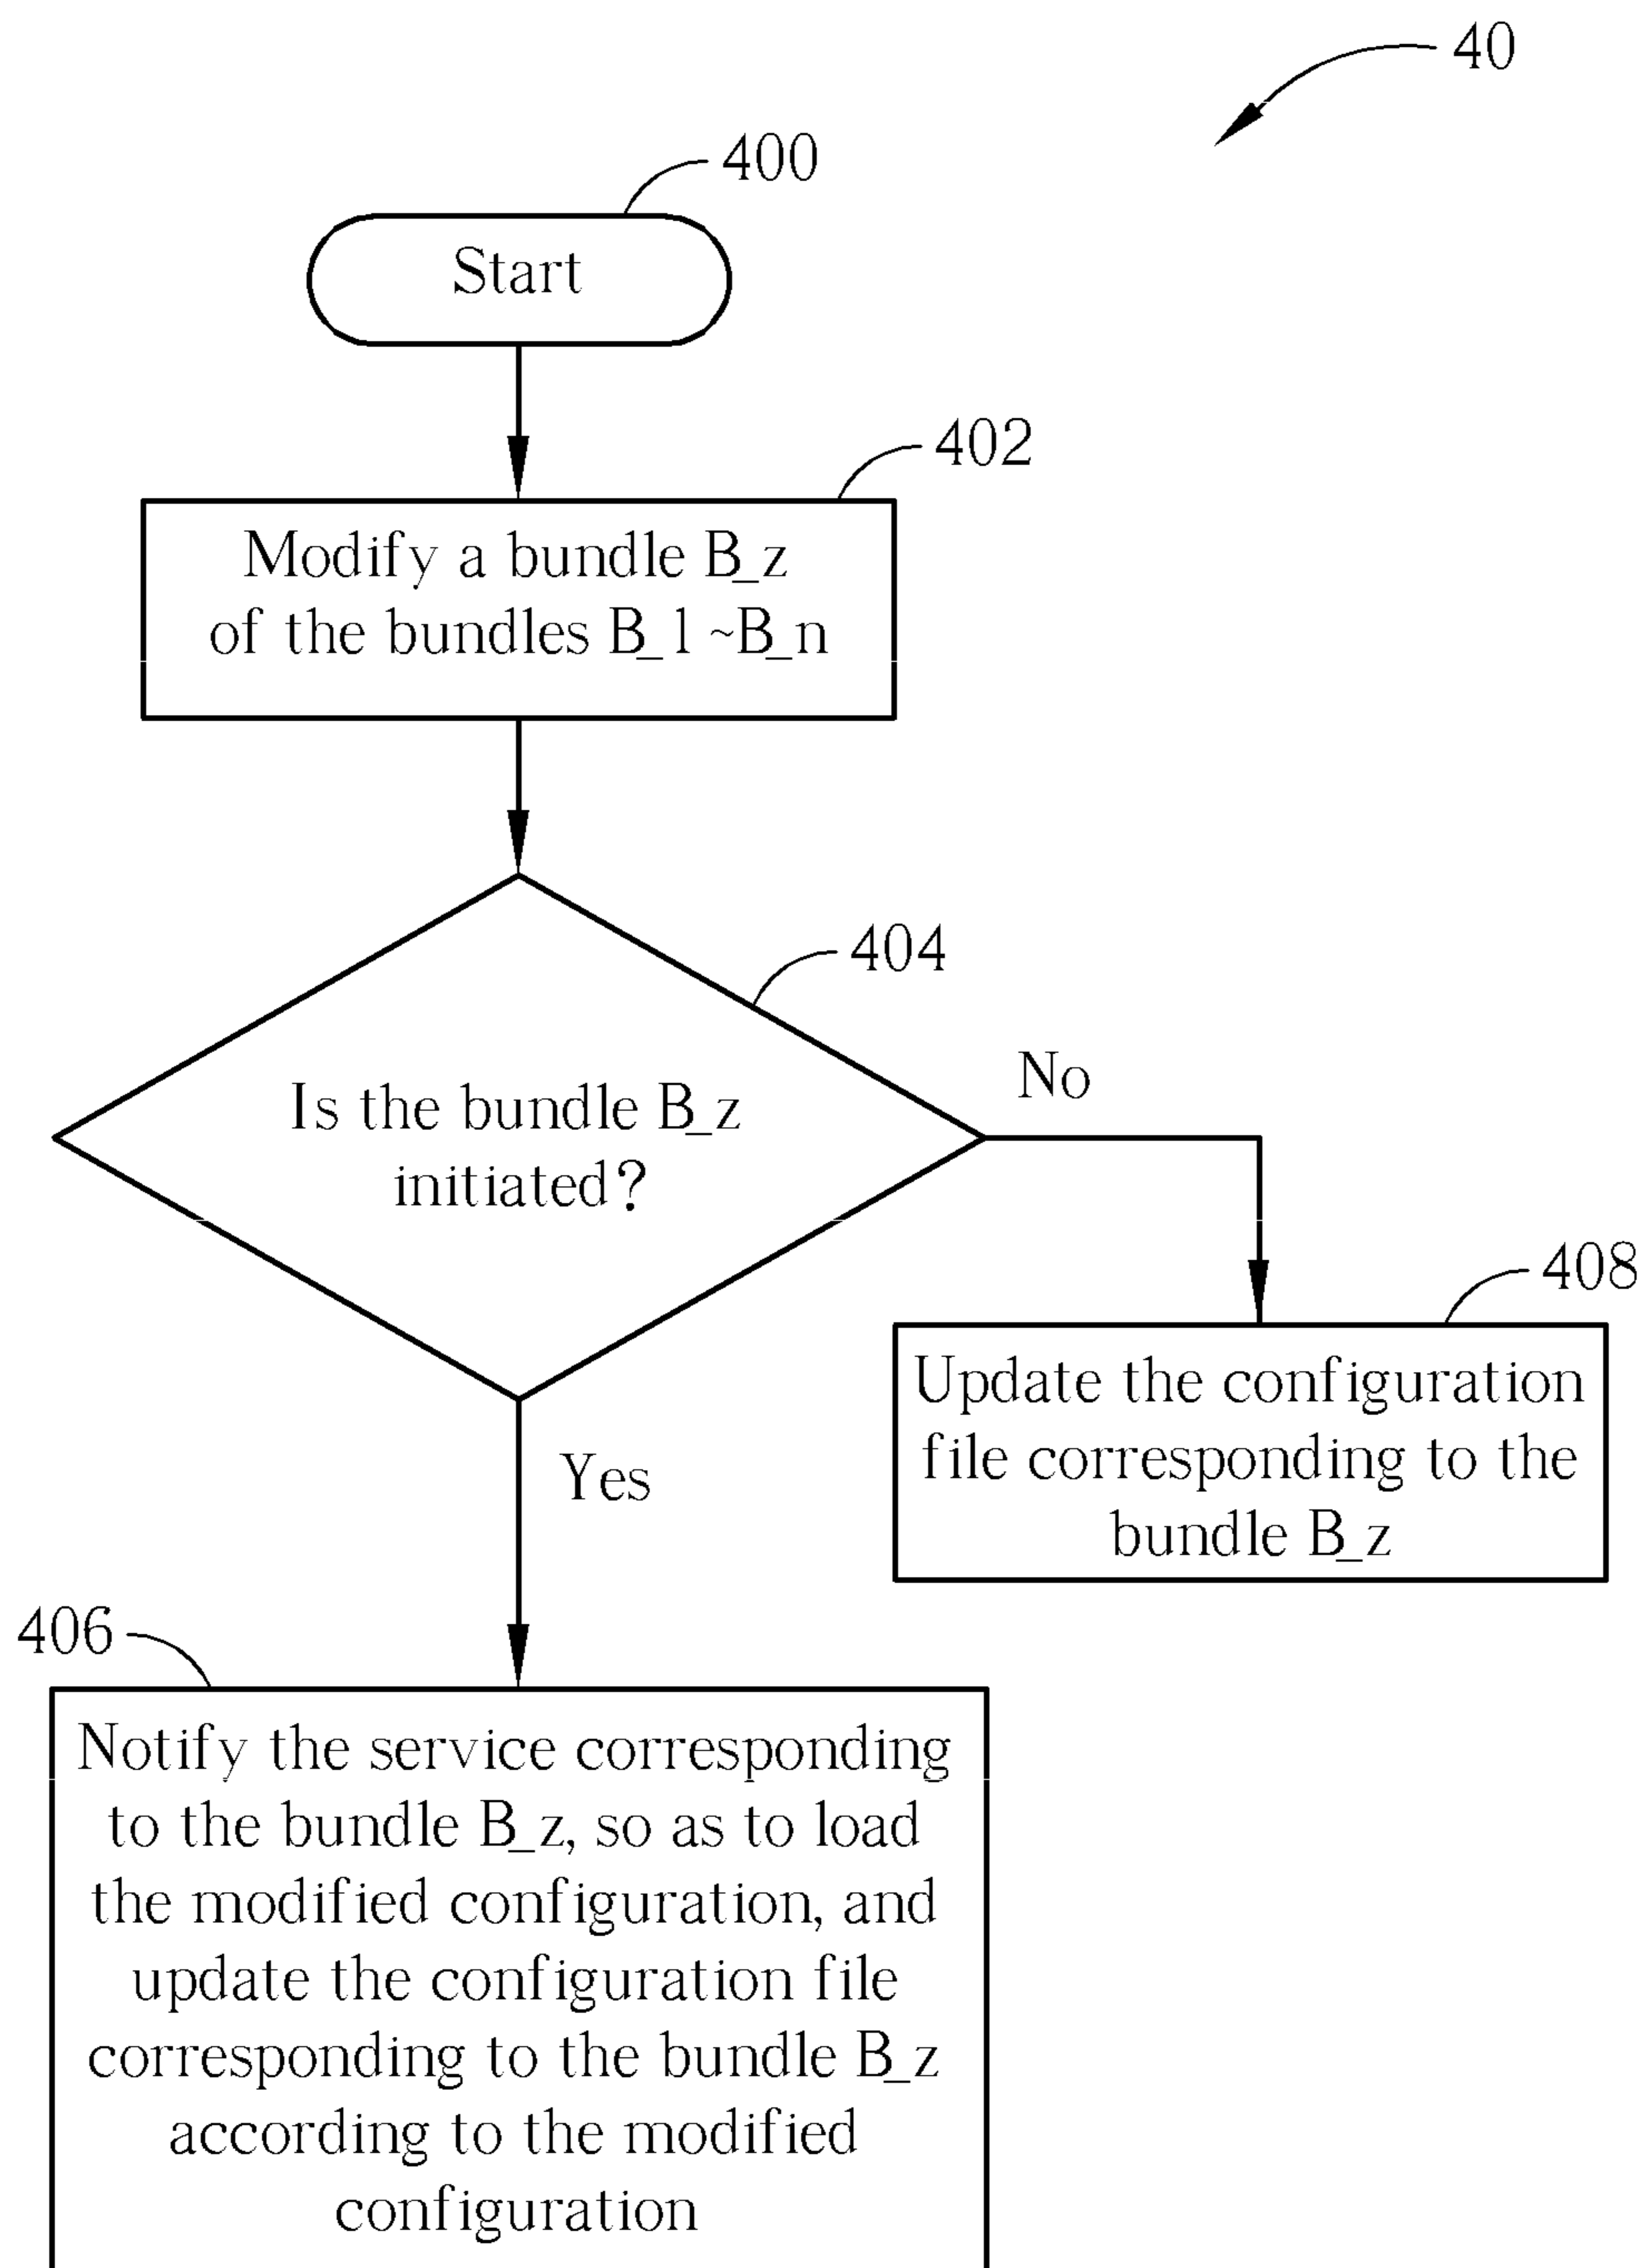 40
400
Start
402
Modify a bundle B_z
of the bundles B_1~B_n
404
Is the bundle B_z
initiated?
No
408
Update the configuration
file corresponding to the
bundle B_z
Yes
406
Notify the service corresponding
to the bundle B_z, so as to load
the modified configuration, and
update the configuration file
corresponding to the bundle B_z
according to the modified
configuration